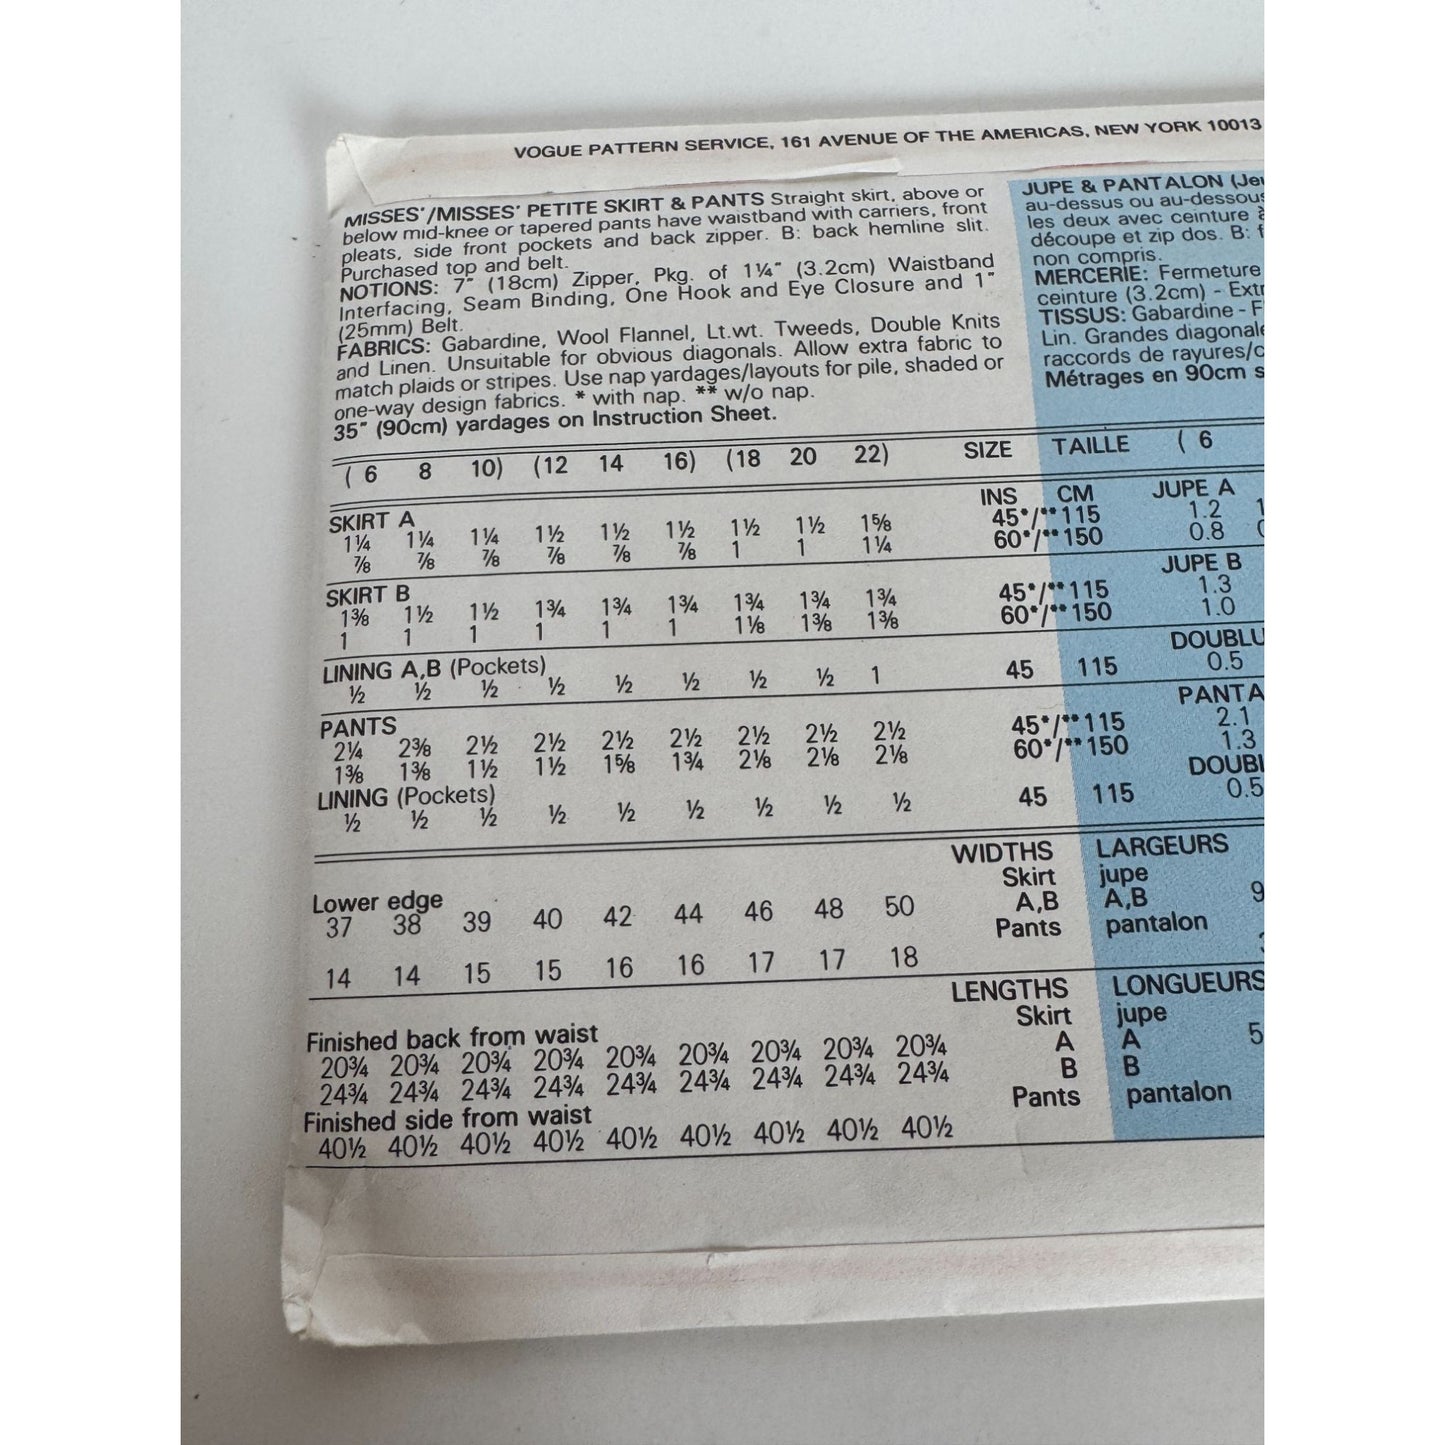 VOGUE PATTERN SERVICE, 161 AVENUE OF THE AMERICAS, NEW YORK 10013
MISSES'/MISSES' PETITE SKIRT & PANTS Straight skirt, above or
below mid-knee or tapered pants have waistband with carriers, front
pleats, side front pockets and back zipper. B: back hemline slit.
Purchased top and belt.
NOTIONS: 7" (18cm) Zipper, Pkg. of 1¼" (3.2cm) Waistband
Interfacing, Seam Binding, One Hook and Eye Closure and 1"
(25mm) Belt.
FABRICS: Gabardine, Wool Flannel, Lt.wt. Tweeds, Double Knits
and Linen. Unsuitable for obvious diagonals. Allow extra fabric to
match plaids or stripes. Use nap yardages/layouts for pile, shaded or
one-way design fabrics. * with nap. ** w/o nap.
35" (90cm) yardages on Instruction Sheet.
JUPE & PANTALON (Jeu
au-dessus ou au-dessous
les deux avec ceinture à
découpe et zip dos. B: f
non compris.
MERCERIE: Fermeture
ceinture (3.2cm) - Extr
TISSUS: Gabardine - F
Lin. Grandes diagonale
raccords de rayures/c
Métrages en 90cm s
( 6 8 10) (12 14 16) (18 20 22) SIZE TAILLE ( 6
INS CM JUPE A
SKIRT A
1¼ 1¼ 1¼ 1½ 1½ 1½ 1½ 1½ 1⅝ 45*/**115 1.2 1
⅞ ⅞ ⅞ ⅞ ⅞ ⅞ 1 1 1¼ 60*/**150 0.8
SKIRT B JUPE B
1⅜ 1½ 1½ 1¾ 1¾ 1¾ 1¾ 1¾ 1¾ 45*/**115 1.3
1 1 1 1 1 1 1⅛ 1⅜ 1⅜ 60*/**150 1.0
LINING A,B (Pockets) DOUBLU
½ ½ ½ ½ ½ ½ ½ ½ 1 45 115 0.5
PANTS PANTA
2¼ 2⅜ 2½ 2½ 2½ 2½ 2½ 2½ 2½ 45*/**115 2.1
1⅜ 1⅜ 1½ 1½ 1⅝ 1¾ 2⅛ 2⅛ 2⅛ 60*/**150 1.3
LINING (Pockets) DOUBL
½ ½ ½ ½ ½ ½ ½ ½ ½ 45 115 0.5
WIDTHS LARGEURS
Skirt jupe
Lower edge
37 38 39 40 42 44 46 48 50 A,B A,B 9
Pants pantalon
14 14 15 15 16 16 17 17 18
LENGTHS LONGUEURS
Skirt jupe
Finished back from waist
20¾ 20¾ 20¾ 20¾ 20¾ 20¾ 20¾ 20¾ 20¾ A A 5
24¾ 24¾ 24¾ 24¾ 24¾ 24¾ 24¾ 24¾ 24¾ B B
Finished side from waist
40½ 40½ 40½ 40½ 40½ 40½ 40½ 40½ 40½ Pants pantalon